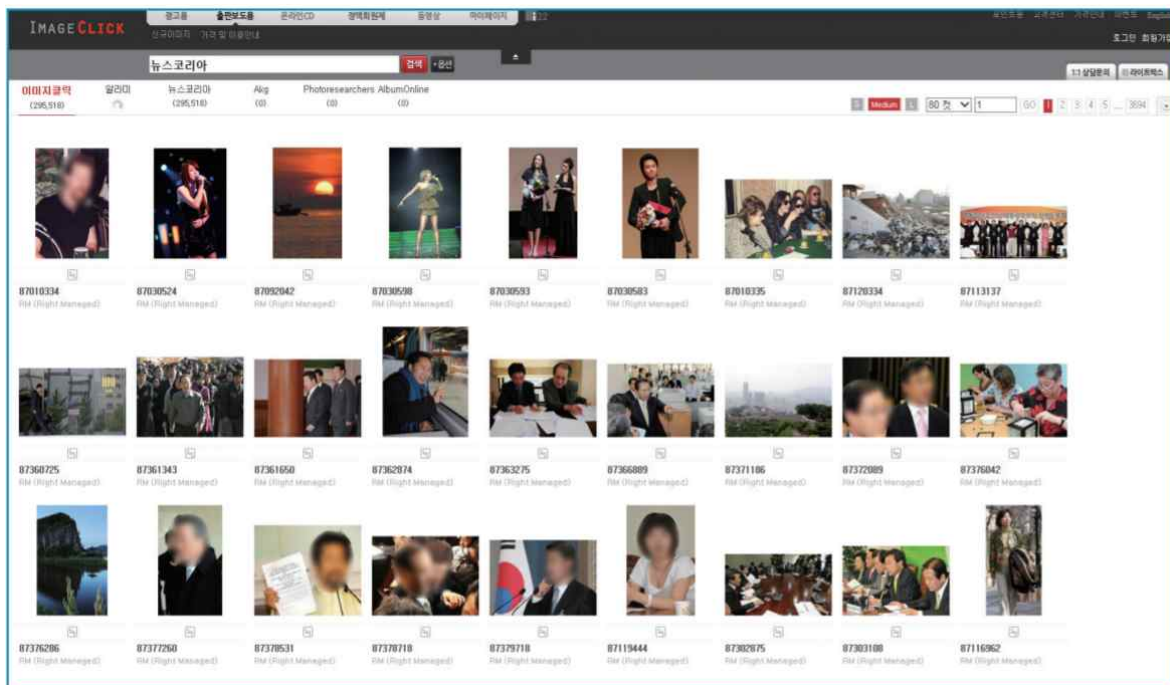 IMAGECLICK
광고용 출판보도용 온라인CD 정액회원제 동영상 마이페이지
신규이미지 가격 및 이용안내
로그인 회원가입
뉴스코리아 검색 +옵션
1:1 상담문의 라이트박스
이미지클릭 알라미 뉴스코리아 Akg Photoresearchers AlbumOnline
(295,518) (295,518) (0) (0) (0)
S Medium L 80 컷 1 GO 1 2 3 4 5 ... 3694
87010334 87030524 87092042 87030598 87030593 87030583 87010335 87120334 87113137
RM (Right Managed) RM (Right Managed) RM (Right Managed) RM (Right Managed) RM (Right Managed) RM (Right Managed) RM (Right Managed) RM (Right Managed) RM (Right Managed)
87360725 87361343 87361650 87362874 87363275 87366889 87371186 87372089 87376042
RM (Right Managed) RM (Right Managed) RM (Right Managed) RM (Right Managed) RM (Right Managed) RM (Right Managed) RM (Right Managed) RM (Right Managed) RM (Right Managed)
87376286 87377260 87378531 87378718 87379718 87119444 87302875 87303108 87116962
RM (Right Managed) RM (Right Managed) RM (Right Managed) RM (Right Managed) RM (Right Managed) RM (Right Managed) RM (Right Managed) RM (Right Managed) RM (Right Managed)